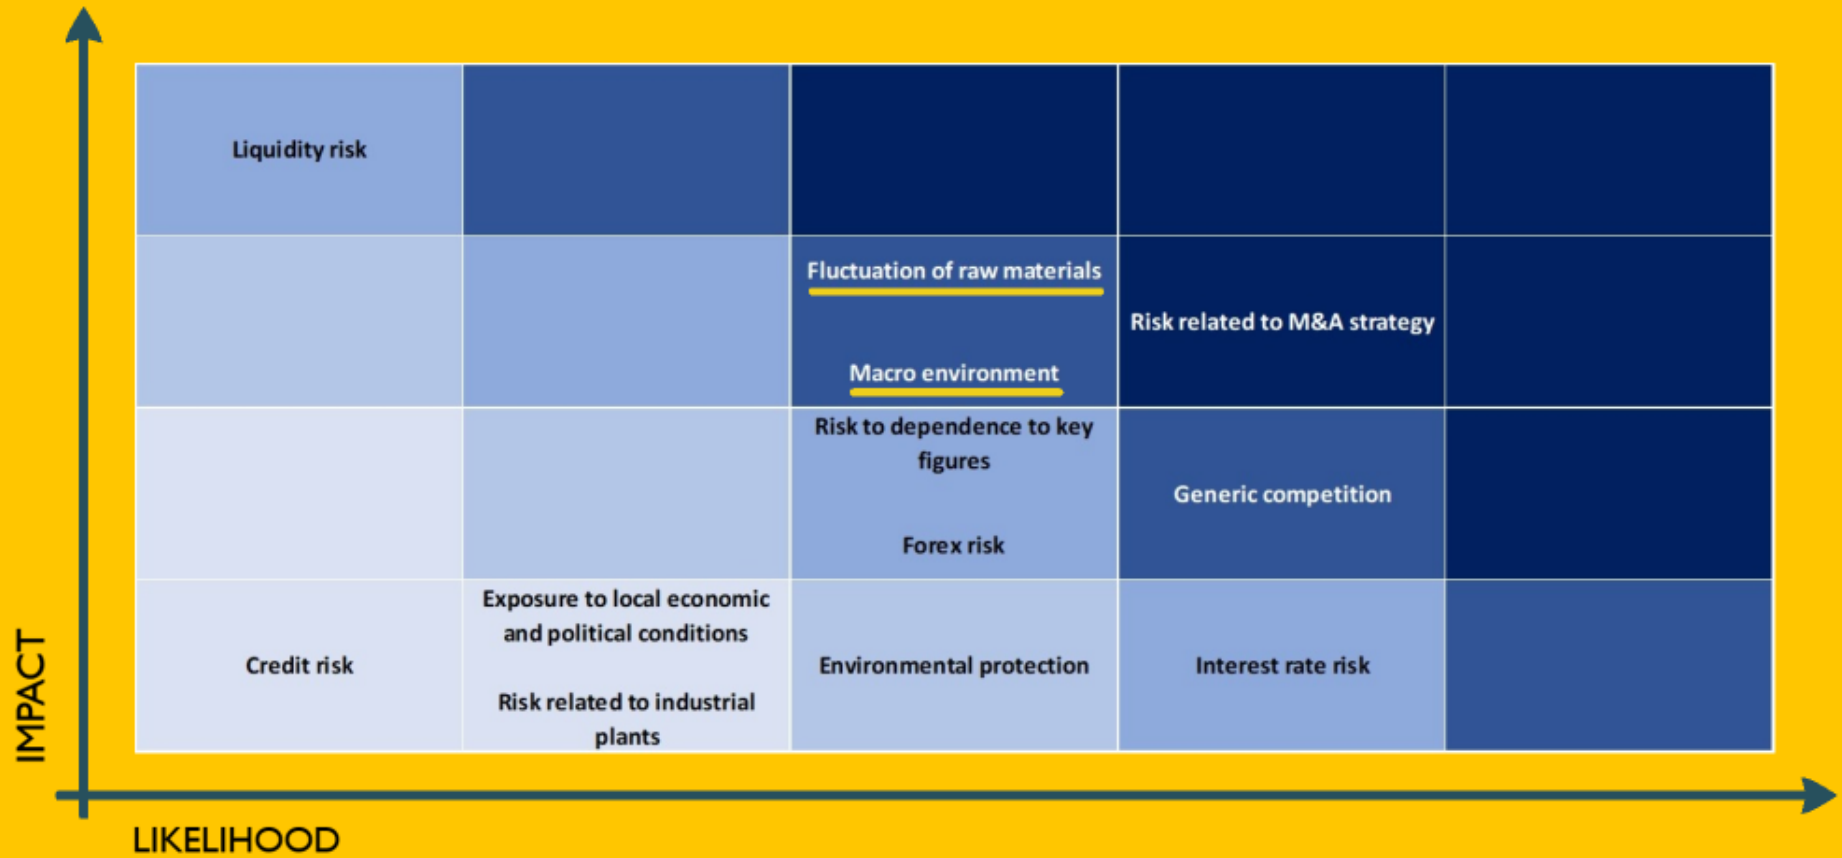 Liquidity risk
Fluctuation of raw materials
Macro environment
Risk related to M&A strategy
Risk to dependence to key
figures
Forex risk
Generic competition
Credit risk
Exposure to local economic
and political conditions
Risk related to industrial
plants
Environmental protection
Interest rate risk
IMPACT
LIKELIHOOD